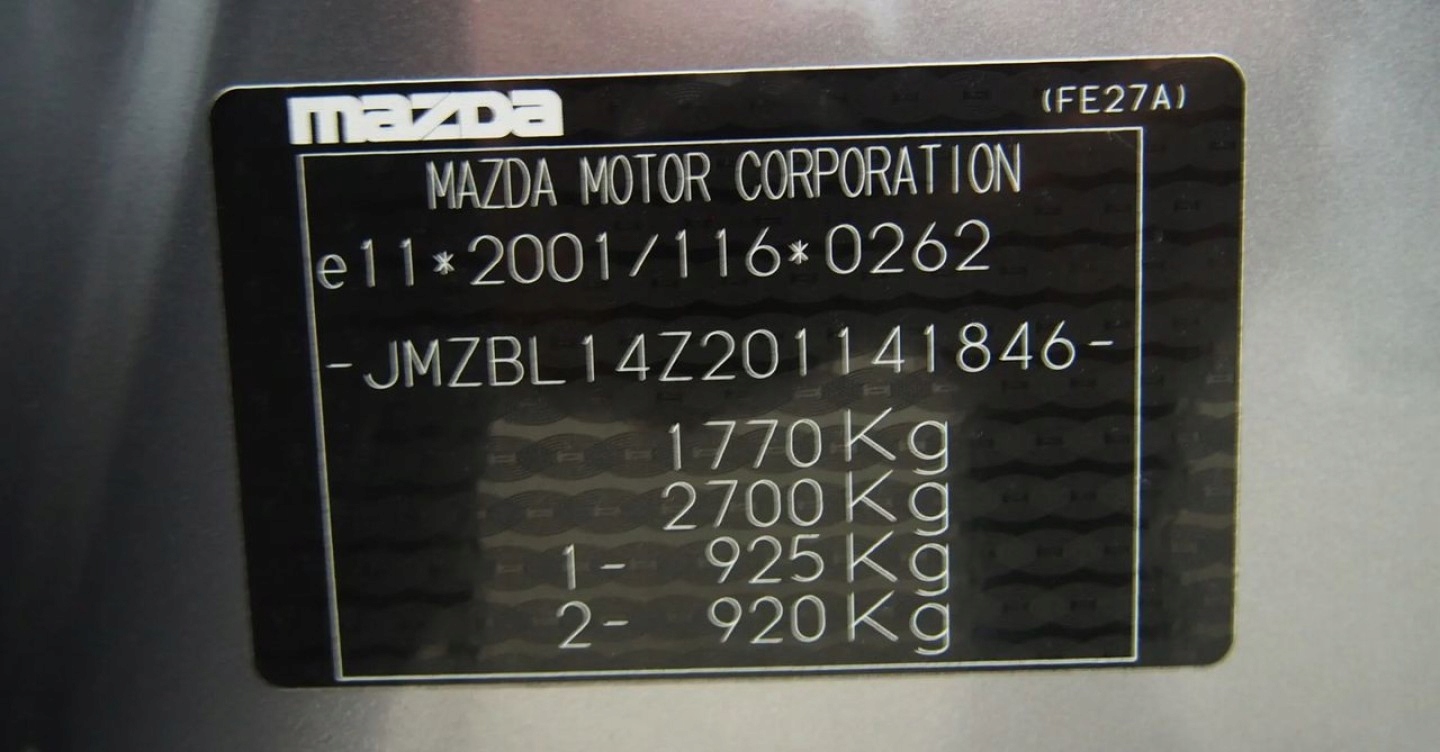 mazda (FE27A)
MAZDA MOTOR CORPORATION
e11*2001/116*0262
-JMZBL14Z201141846-
1770Kg
2700Kg
1- 925Kg
2- 920Kg